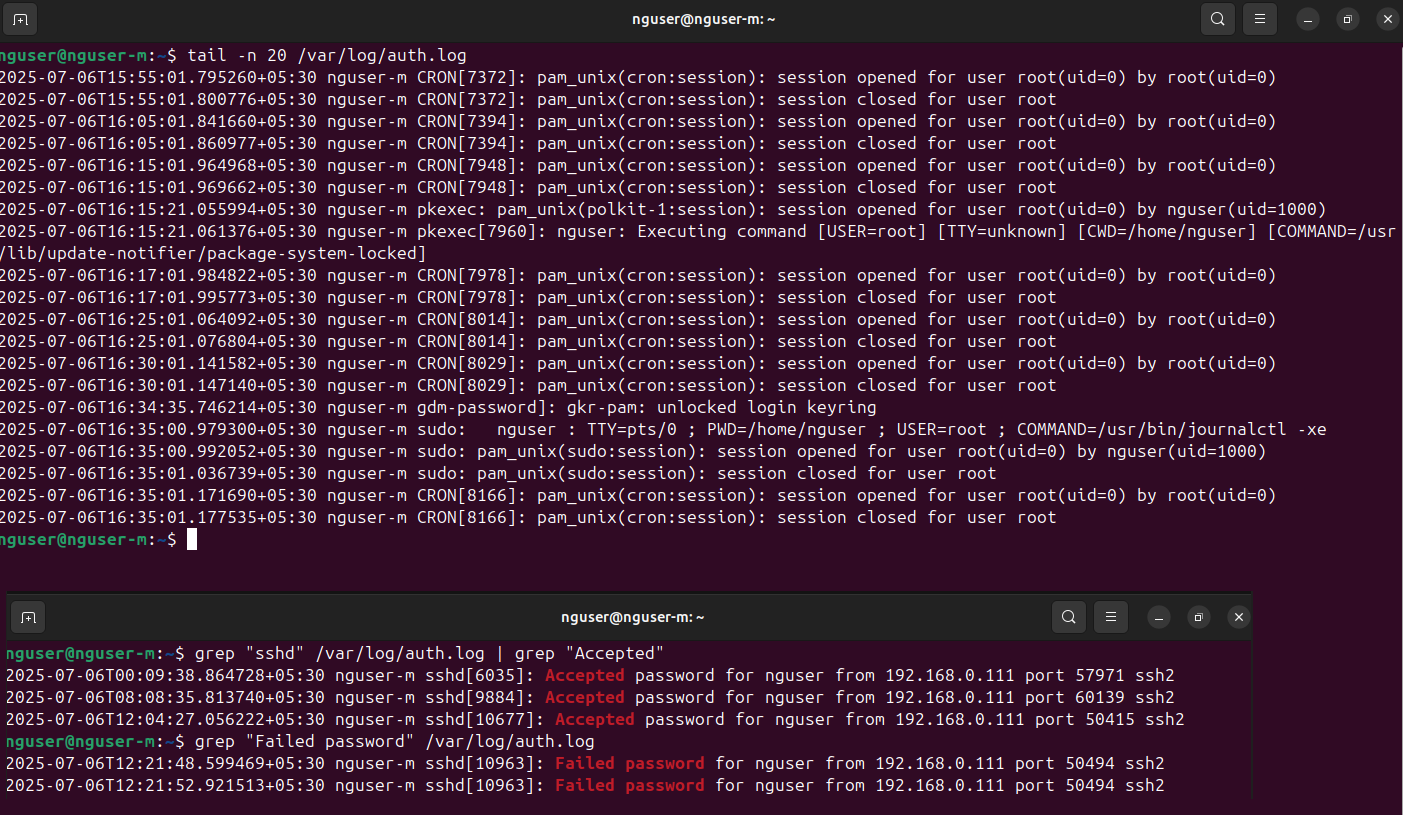 nguser@nguser-m: ~
nguser@nguser-m:~$ tail -n 20 /var/log/auth.log
2025-07-06T15:55:01.795260+05:30 nguser-m CRON[7372]: pam_unix(cron:session): session opened for user root(uid=0) by root(uid=0)
2025-07-06T15:55:01.800776+05:30 nguser-m CRON[7372]: pam_unix(cron:session): session closed for user root
2025-07-06T16:05:01.841660+05:30 nguser-m CRON[7394]: pam_unix(cron:session): session opened for user root(uid=0) by root(uid=0)
2025-07-06T16:05:01.860977+05:30 nguser-m CRON[7394]: pam_unix(cron:session): session closed for user root
2025-07-06T16:15:01.964968+05:30 nguser-m CRON[7948]: pam_unix(cron:session): session opened for user root(uid=0) by root(uid=0)
2025-07-06T16:15:01.969662+05:30 nguser-m CRON[7948]: pam_unix(cron:session): session closed for user root
2025-07-06T16:15:21.055994+05:30 nguser-m pkexec: pam_unix(polkit-1:session): session opened for user root(uid=0) by nguser(uid=1000)
2025-07-06T16:15:21.061376+05:30 nguser-m pkexec[7960]: nguser: Executing command [USER=root] [TTY=unknown] [CWD=/home/nguser] [COMMAND=/usr
/lib/update-notifier/package-system-locked]
2025-07-06T16:17:01.984822+05:30 nguser-m CRON[7978]: pam_unix(cron:session): session opened for user root(uid=0) by root(uid=0)
2025-07-06T16:17:01.995773+05:30 nguser-m CRON[7978]: pam_unix(cron:session): session closed for user root
2025-07-06T16:25:01.064092+05:30 nguser-m CRON[8014]: pam_unix(cron:session): session opened for user root(uid=0) by root(uid=0)
2025-07-06T16:25:01.076804+05:30 nguser-m CRON[8014]: pam_unix(cron:session): session closed for user root
2025-07-06T16:30:01.141582+05:30 nguser-m CRON[8029]: pam_unix(cron:session): session opened for user root(uid=0) by root(uid=0)
2025-07-06T16:30:01.147140+05:30 nguser-m CRON[8029]: pam_unix(cron:session): session closed for user root
2025-07-06T16:34:35.746214+05:30 nguser-m gdm-password]: gkr-pam: unlocked login keyring
2025-07-06T16:35:00.979300+05:30 nguser-m sudo:   nguser : TTY=pts/0 ; PWD=/home/nguser ; USER=root ; COMMAND=/usr/bin/journalctl -xe
2025-07-06T16:35:00.992052+05:30 nguser-m sudo: pam_unix(sudo:session): session opened for user root(uid=0) by nguser(uid=1000)
2025-07-06T16:35:01.036739+05:30 nguser-m sudo: pam_unix(sudo:session): session closed for user root
2025-07-06T16:35:01.171690+05:30 nguser-m CRON[8166]: pam_unix(cron:session): session opened for user root(uid=0) by root(uid=0)
2025-07-06T16:35:01.177535+05:30 nguser-m CRON[8166]: pam_unix(cron:session): session closed for user root
nguser@nguser-m:~$
nguser@nguser-m: ~
nguser@nguser-m:~$ grep "sshd" /var/log/auth.log | grep "Accepted"
2025-07-06T00:09:38.864728+05:30 nguser-m sshd[6035]: Accepted password for nguser from 192.168.0.111 port 57971 ssh2
2025-07-06T08:08:35.813740+05:30 nguser-m sshd[9884]: Accepted password for nguser from 192.168.0.111 port 60139 ssh2
2025-07-06T12:04:27.056222+05:30 nguser-m sshd[10677]: Accepted password for nguser from 192.168.0.111 port 50415 ssh2
nguser@nguser-m:~$ grep "Failed password" /var/log/auth.log
2025-07-06T12:21:48.599469+05:30 nguser-m sshd[10963]: Failed password for nguser from 192.168.0.111 port 50494 ssh2
2025-07-06T12:21:52.921513+05:30 nguser-m sshd[10963]: Failed password for nguser from 192.168.0.111 port 50494 ssh2